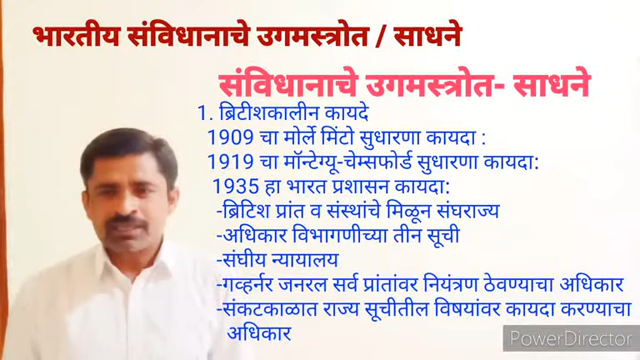 भारतीय संविधानाचे उगमस्त्रोत / साधने
संविधानाचे उगमस्त्रोत- साधने
1. ब्रिटीशकालीन कायदे
1909 चा मोर्ले मिंटो सुधारणा कायदा :
1919 चा मॉन्टेग्यू-चेम्सफोर्ड सुधारणा कायदा:
1935 हा भारत प्रशासन कायदा:
-ब्रिटिश प्रांत व संस्थांचे मिळून संघराज्य
-अधिकार विभागणीच्या तीन सूची
-संघीय न्यायालय
-गव्हर्नर जनरल सर्व प्रांतांवर नियंत्रण ठेवण्याचा अधिकार
-संकटकाळात राज्य सूचीतील विषयांवर कायदा करण्याचा
अधिकार
PowerDirector